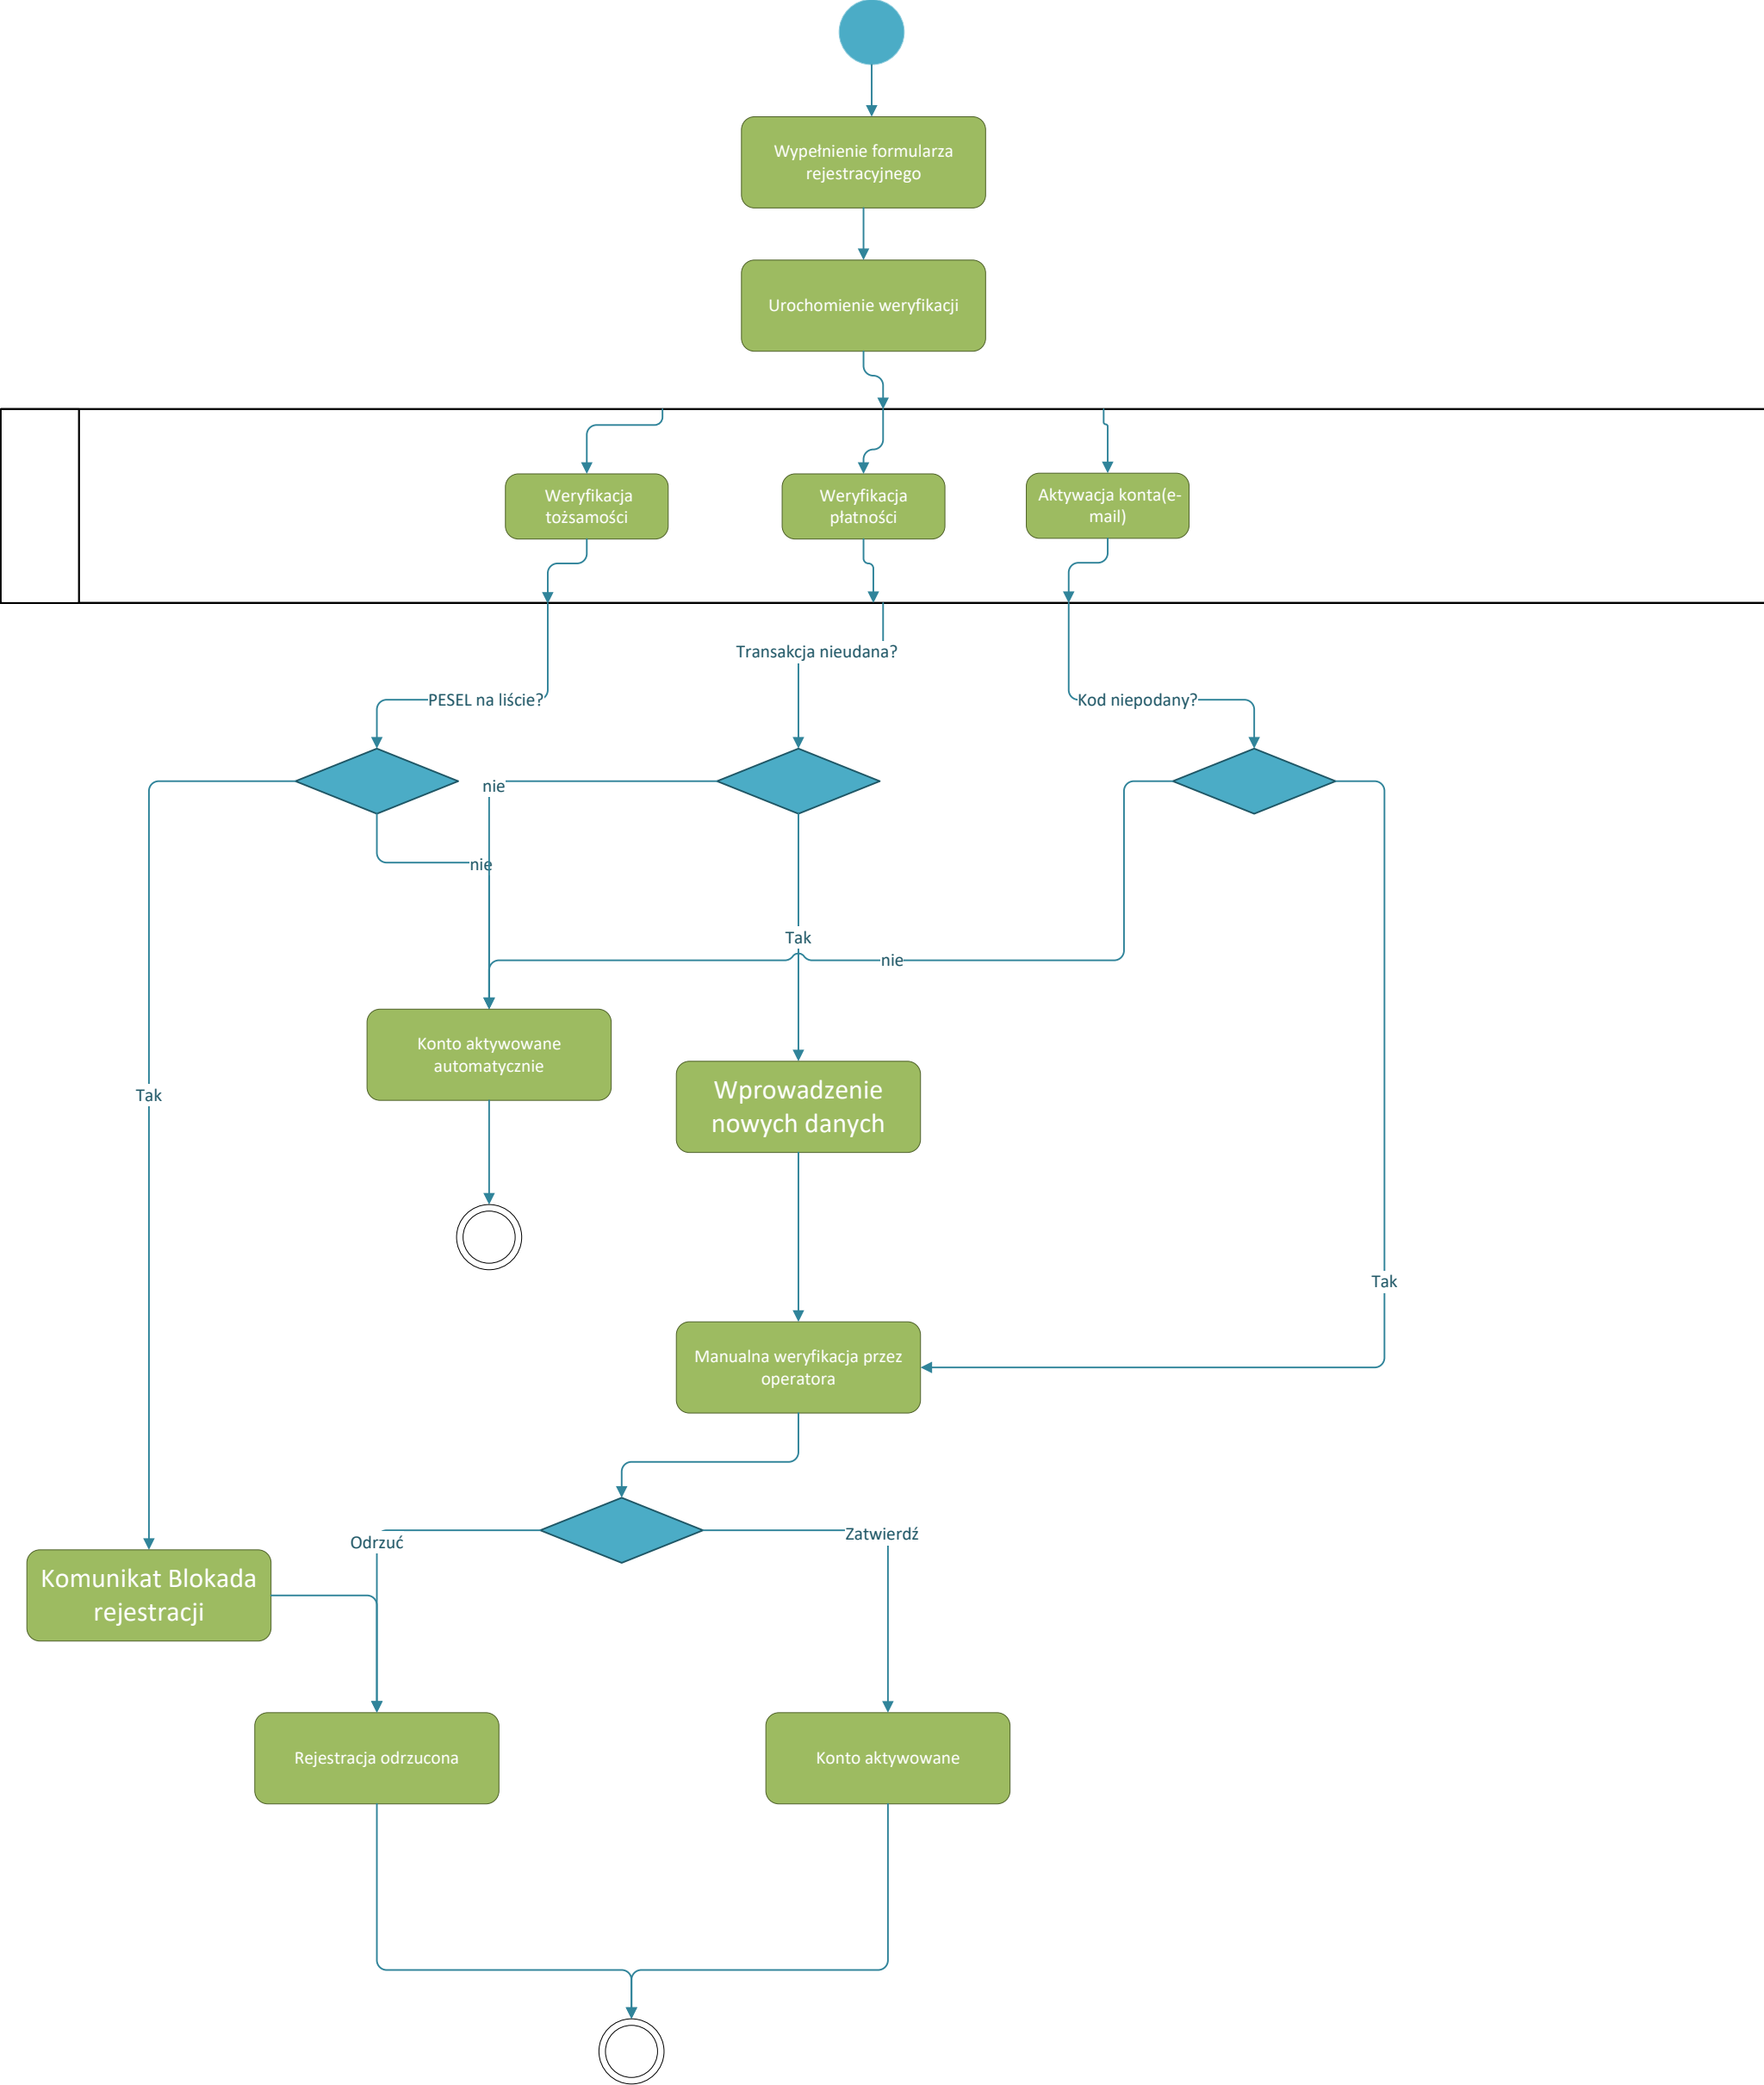 Wypełnienie formularza
rejestracyjnego
Urochomienie weryfikacji
Weryfikacja
tożsamości
Weryfikacja
płatności
Aktywacja konta(e-
mail)
Transakcja nieudana?
PESEL na liście?
Kod niepodany?
nie
nie
Tak
nie
Konto aktywowane
automatycznie
Wprowadzenie
nowych danych
Tak
Tak
Manualna weryfikacja przez
operatora
Odrzuć
Zatwierdź
Komunikat Blokada
rejestracji
Rejestracja odrzucona
Konto aktywowane